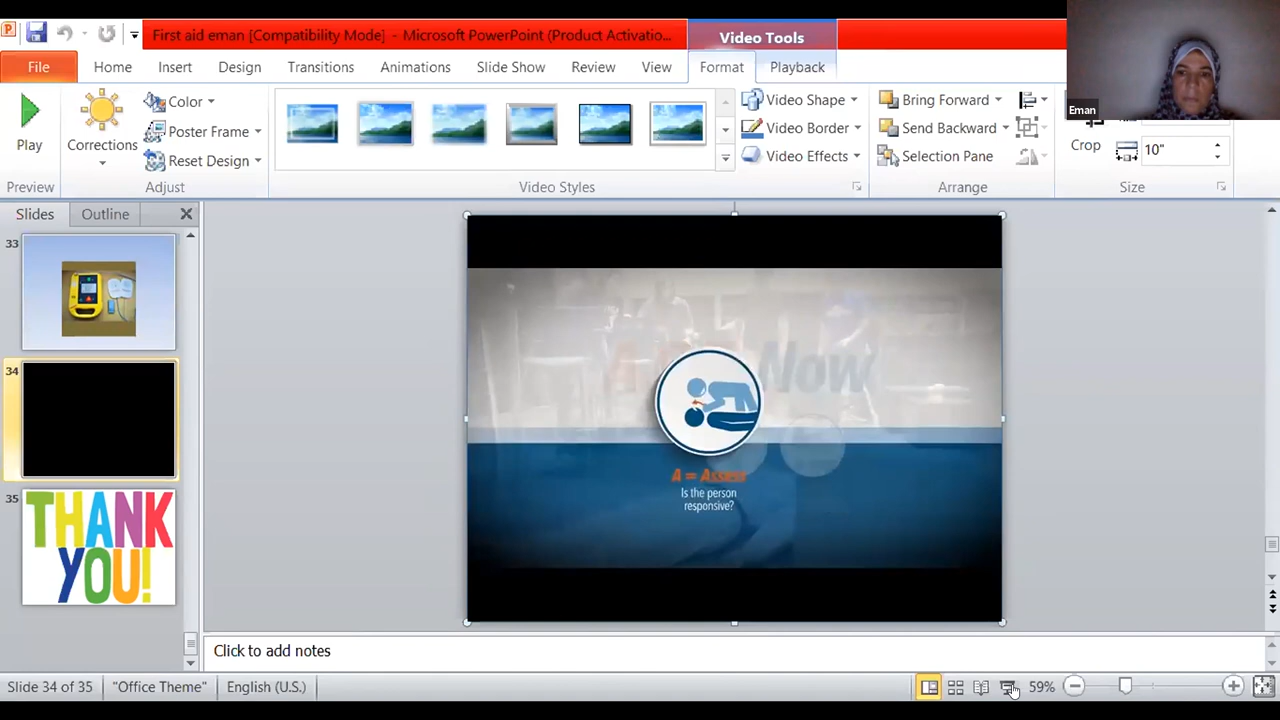 First aid eman [Compatibility Mode] - Microsoft PowerPoint (Product Activatio...
Video Tools
File
Home
Insert
Design
Transitions
Animations
Slide Show
Review
View
Format
Playback
Eman
Play
Corrections
Color
Poster Frame
Reset Design
Video Shape
Video Border
Video Effects
Bring Forward
Send Backward
Selection Pane
Crop
10"
Preview
Adjust
Video Styles
Arrange
Size
Slides
Outline
33
34
35
THANK
YOU!
Now
A = Assess
Is the person
responsive?
Click to add notes
Slide 34 of 35
"Office Theme"
English (U.S.)
59%